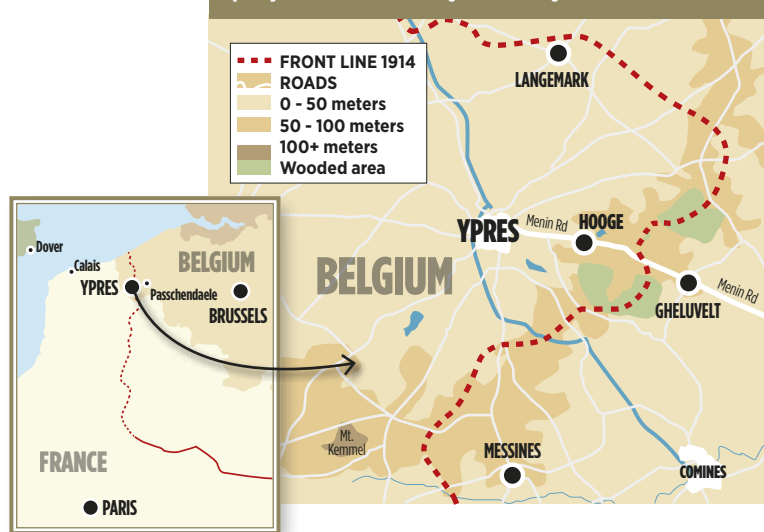 FRONT LINE 1914
ROADS
0 - 50 meters
50 - 100 meters
100+ meters
Wooded area
LANGEMARK
YPRES
Menin Rd
HOOGE
BELGIUM
GHELUVELT
Menin Rd
Mt.
Kemmel
MESSINES
COMINES
Dover
Calais
BELGIUM
YPRES
Passchendaele
BRUSSELS
FRANCE
PARIS